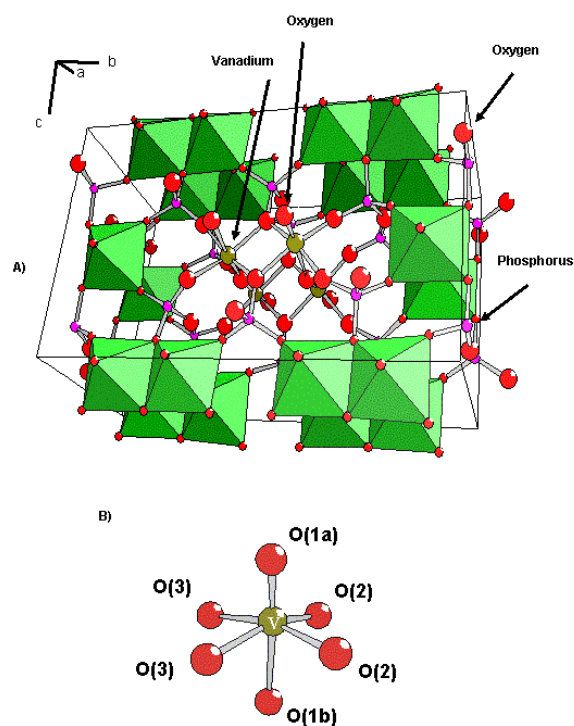 Oxygen
Vanadium
Oxygen
a
b
c
A)
Phosphorus
B)
O(1a)
O(3)
O(2)
V
O(3)
O(2)
O(1b)